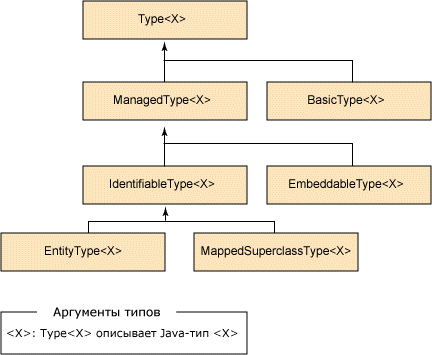 Type<X>
ManagedType<X>
BasicType<X>
IdentifiableType<X>
EmbeddableType<X>
EntityType<X>
MappedSuperclassType<X>
Аргументы типов
<X>: Type<X> описывает Java-тип <X>